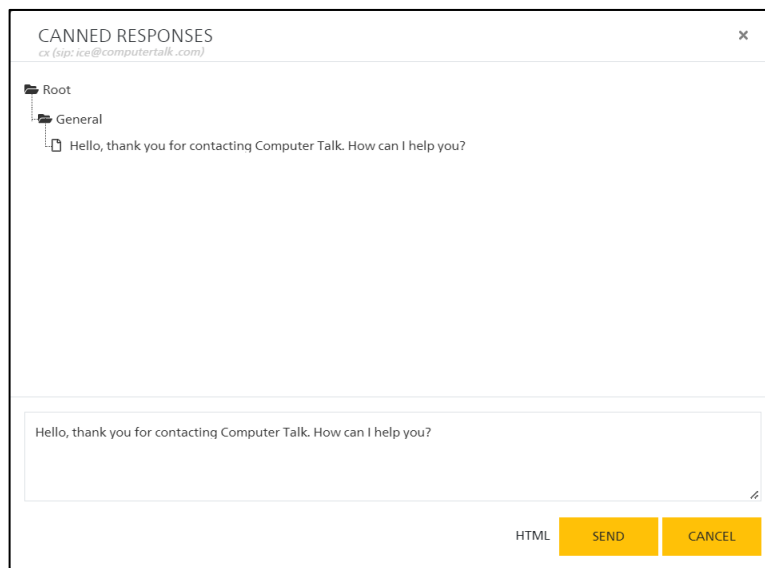 CANNED RESPONSES
cx (sip: ice@computertalk .com)
Root
General
Hello, thank you for contacting Computer Talk. How can I help you?
Hello, thank you for contacting Computer Talk. How can I help you?
HTML SEND CANCEL